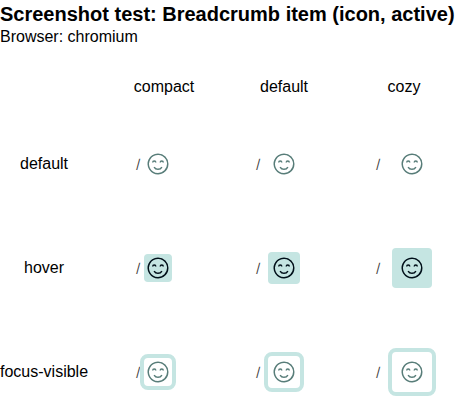 Screenshot test: Breadcrumb item (icon, active)
Browser: chromium
compact default cozy
default / / /
hover / / /
focus-visible / / /